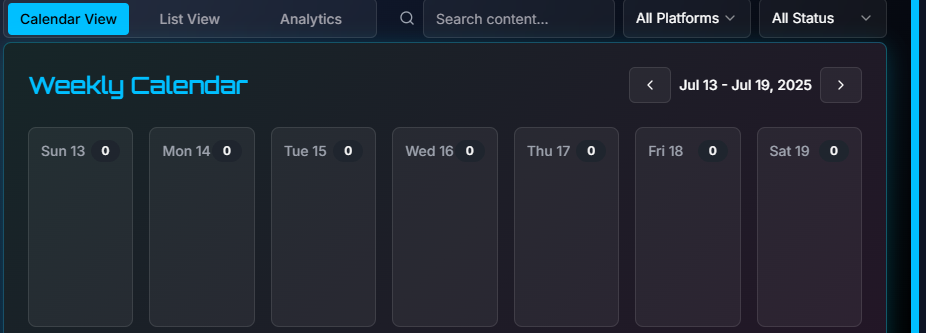 Calendar View List View Analytics Search content... All Platforms All Status
Weekly Calendar Jul 13 - Jul 19, 2025
Sun 13 0 Mon 14 0 Tue 15 0 Wed 16 0 Thu 17 0 Fri 18 0 Sat 19 0